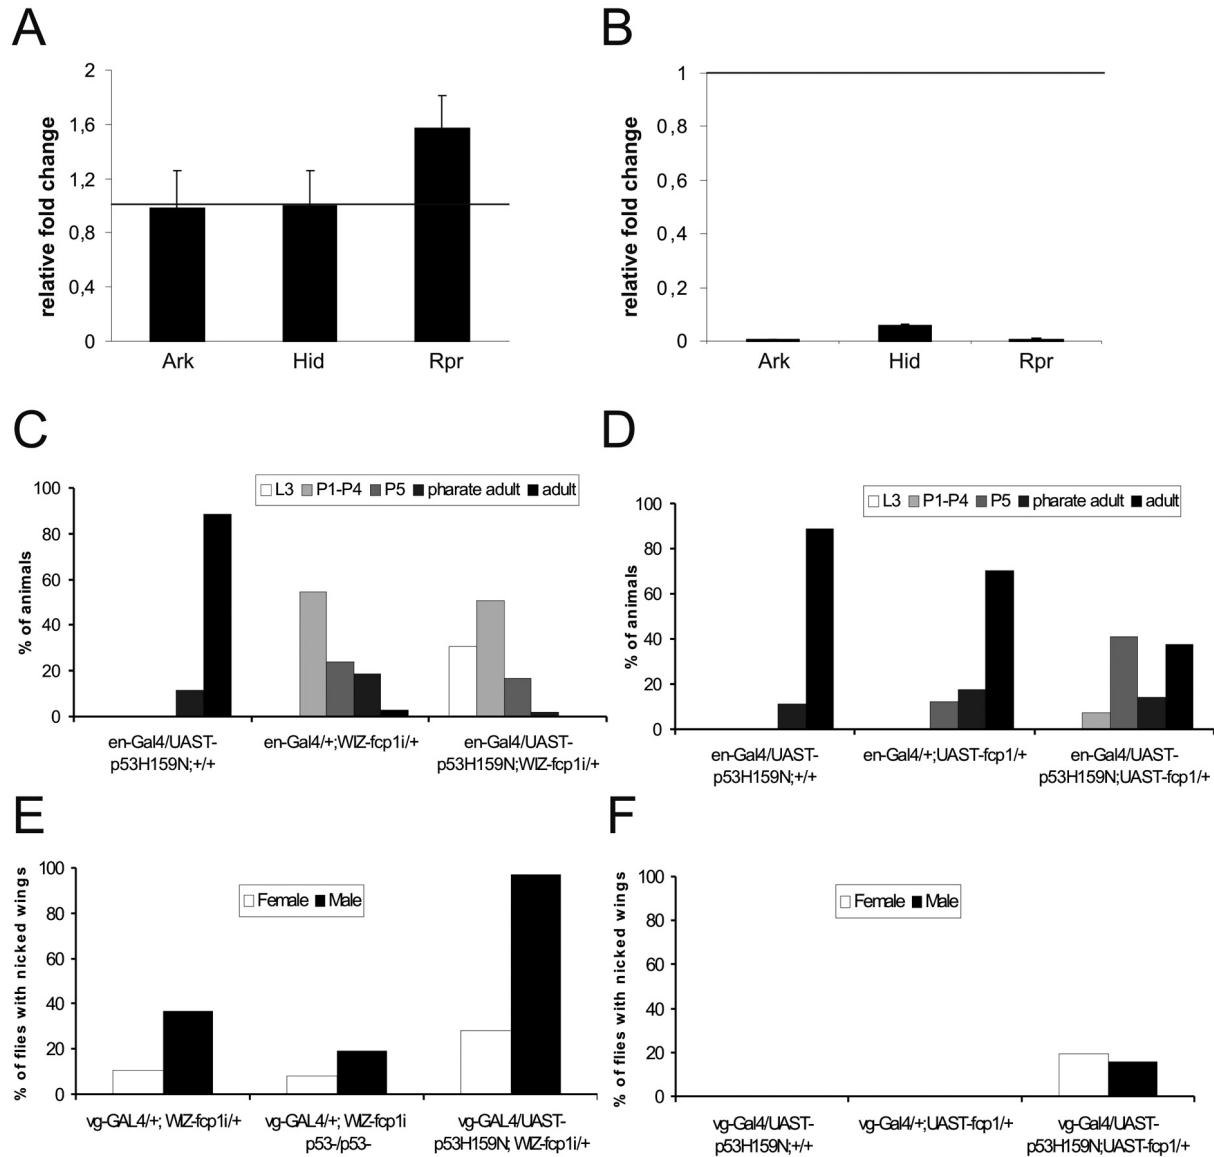 A
relative fold change
2
1,6
1,2
0,8
0,4
0
Ark Hid Rpr
B
relative fold change
1
0,8
0,6
0,4
0,2
0
Ark Hid Rpr
C
% of animals
100
80
60
40
20
0
L3 P1-P4 P5 pharate adult adult
en-Gal4/UAST-
p53H159N;+/+
en-Gal4/+;WIZ-fcp1i/+
en-Gal4/UAST-
p53H159N;WIZ-fcp1i/+
D
% of animals
100
80
60
40
20
0
L3 P1-P4 P5 pharate adult adult
en-Gal4/UAST-
p53H159N;+/+
en-Gal4/+;UAST-fcp1/+
en-Gal4/UAST-
p53H159N;UAST-fcp1/+
E
% of flies with nicked wings
100
80
60
40
20
0
Female Male
vg-GAL4/+; WIZ-fcp1i/+
vg-GAL4/+; WIZ-fcp1i
p53-/p53-
vg-GAL4/UAST-
p53H159N; WIZ-fcp1i/+
F
% of flies with nicked wings
100
80
60
40
20
0
Female Male
vg-Gal4/UAST-
p53H159N;+/+
vg-Gal4/+;UAST-fcp1/+
vg-Gal4/UAST-
p53H159N;UAST-fcp1/+